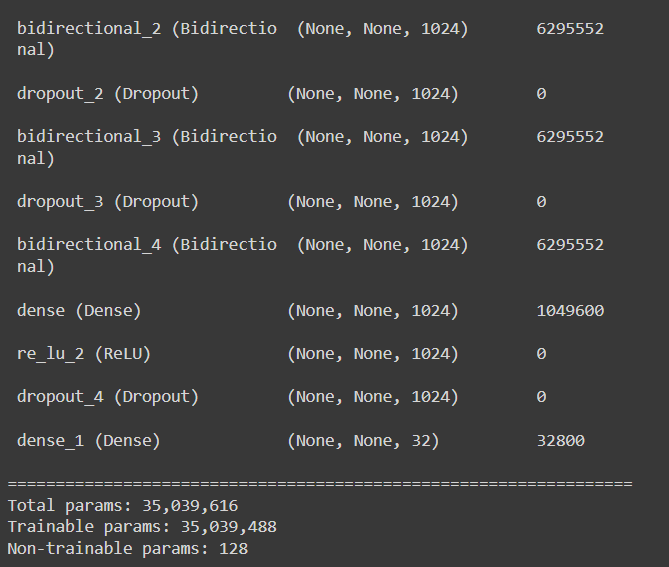 bidirectional_2 (Bidirectio (None, None, 1024) 6295552
nal)
dropout_2 (Dropout) (None, None, 1024) 0
bidirectional_3 (Bidirectio (None, None, 1024) 6295552
nal)
dropout_3 (Dropout) (None, None, 1024) 0
bidirectional_4 (Bidirectio (None, None, 1024) 6295552
nal)
dense (Dense) (None, None, 1024) 1049600
re_lu_2 (ReLU) (None, None, 1024) 0
dropout_4 (Dropout) (None, None, 1024) 0
dense_1 (Dense) (None, None, 32) 32800
=================================================================
Total params: 35,039,616
Trainable params: 35,039,488
Non-trainable params: 128